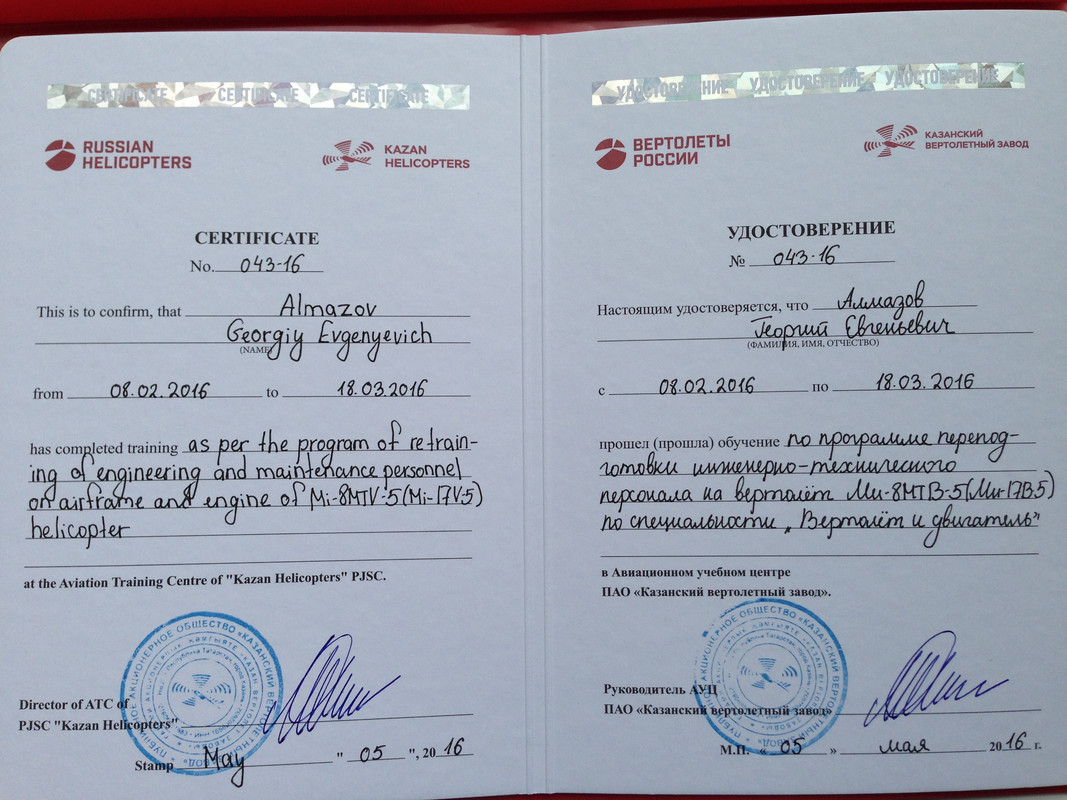 CERTIFICATE CERTIFICATE CERTIFICATE
RUSSIAN
HELICOPTERS
KAZAN
HELICOPTERS
CERTIFICATE
No. 043-16
This is to confirm, that Almazov
Georgiy Evgenyevich
(NAME)
from 08.02.2016 to 18.03.2016
has completed training as per the program of retrain-
ing of engineering and maintenance personnel
on airframe and engine of Mi-8MTV-5(Mi-17V-5)
helicopter
at the Aviation Training Centre of "Kazan Helicopters" PJSC.
Director of ATC of
PJSC "Kazan Helicopters"
Stamp May " 05 ", 20 16
УДОСТОВЕРЕНИЕ УДОСТОВЕРЕНИЕ УДОСТОВЕРЕНИЕ
ВЕРТОЛЕТЫ
РОССИИ
КАЗАНСКИЙ
ВЕРТОЛЕТНЫЙ ЗАВОД
УДОСТОВЕРЕНИЕ
№ 043-16
Настоящим удостоверяется, что Алмазов
Георгий Евгеньевич
(ФАМИЛИЯ, ИМЯ, ОТЧЕСТВО)
с 08.02.2016 по 18.03.2016
прошел (прошла) обучение по программе перепод-
готовки инженерно-технического
персонала на вертолёт Ми-8МТВ-5(Ми-17В5)
по специальности „Вертолёт и двигатель"
в Авиационном учебном центре
ПАО «Казанский вертолетный завод».
Руководитель АУЦ
ПАО «Казанский вертолетный завод»
М.П. « 05 » мая 20 16 г.